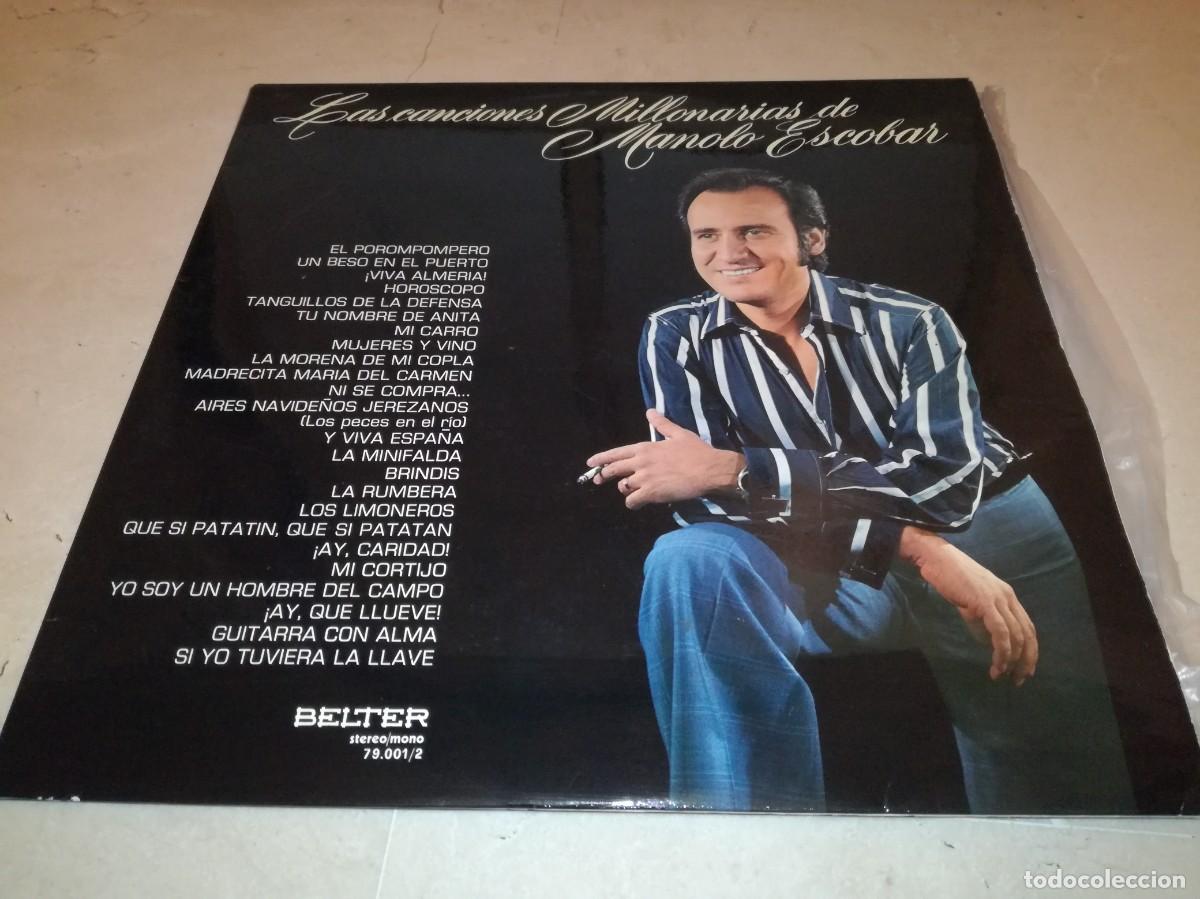 Las canciones Millonarias de
Manolo Escobar
EL POROMPOMPERO
UN BESO EN EL PUERTO
¡VIVA ALMERIA!
HOROSCOPO
TANGUILLOS DE LA DEFENSA
TU NOMBRE DE ANITA
MI CARRO
MUJERES Y VINO
LA MORENA DE MI COPLA
MADRECITA MARIA DEL CARMEN
NI SE COMPRA...
AIRES NAVIDEÑOS JEREZANOS
(Los peces en el río)
Y VIVA ESPAÑA
LA MINIFALDA
BRINDIS
LA RUMBERA
LOS LIMONEROS
QUE SI PATATIN, QUE SI PATATAN
¡AY, CARIDAD!
MI CORTIJO
YO SOY UN HOMBRE DEL CAMPO
¡AY, QUE LLUEVE!
GUITARRA CON ALMA
SI YO TUVIERA LA LLAVE
BELTER
stereo/mono
79.001/2
todocoleccion